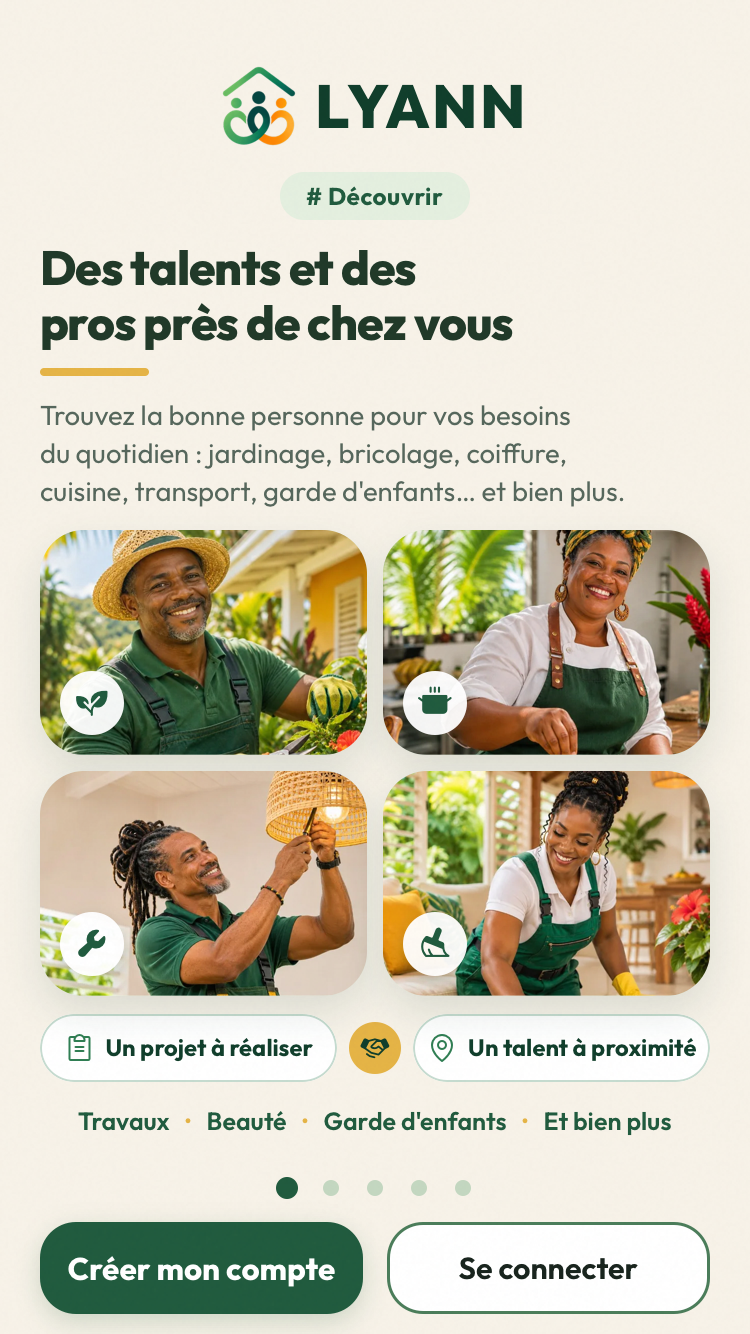 LYANN
# Découvrir
Des talents et des
pros près de chez vous
Trouvez la bonne personne pour vos besoins
du quotidien : jardinage, bricolage, coiffure,
cuisine, transport, garde d'enfants... et bien plus.
Un projet à réaliser
Un talent à proximité
Travaux • Beauté • Garde d'enfants • Et bien plus
Créer mon compte
Se connecter